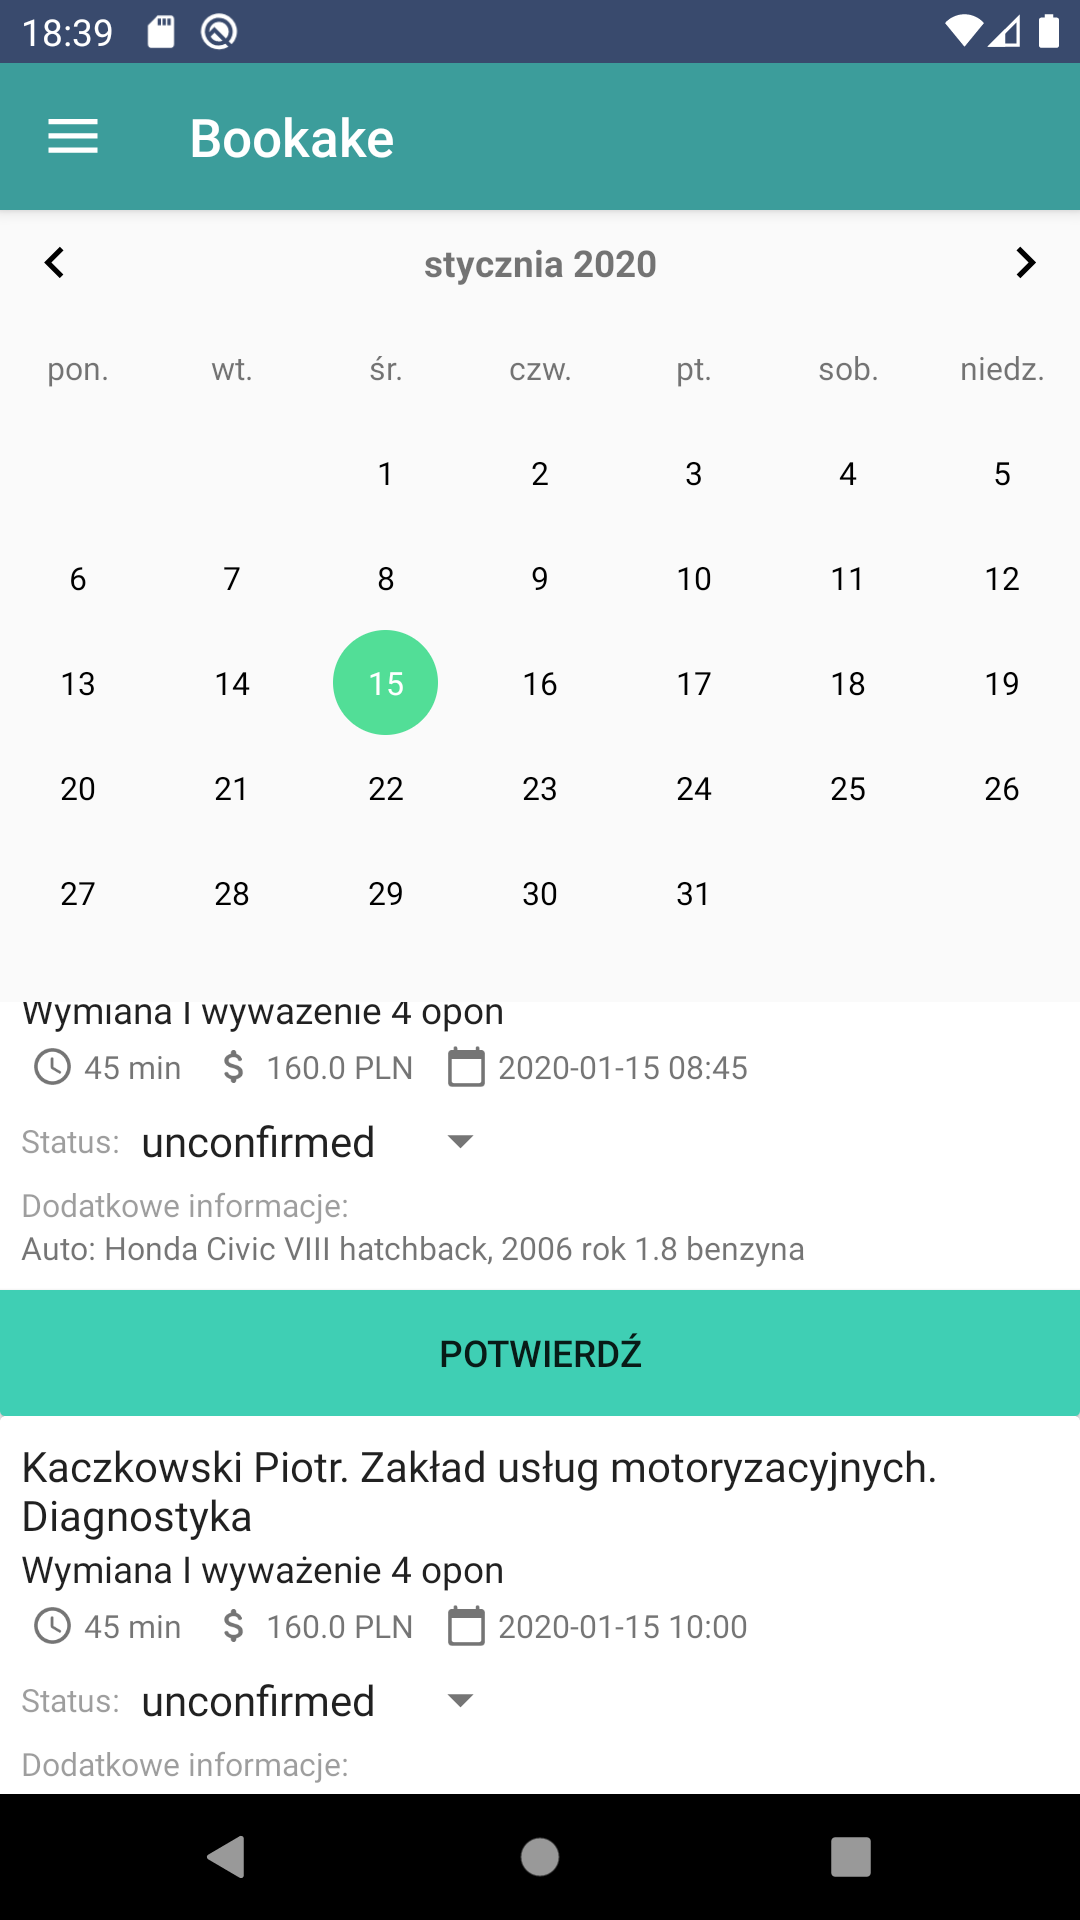 18:39
Bookake
stycznia 2020
pon. wt. śr. czw. pt. sob. niedz.
1 2 3 4 5
6 7 8 9 10 11 12
13 14 15 16 17 18 19
20 21 22 23 24 25 26
27 28 29 30 31
Wymiana I wyważenie 4 opon
45 min $ 160.0 PLN 2020-01-15 08:45
Status: unconfirmed
Dodatkowe informacje:
Auto: Honda Civic VIII hatchback, 2006 rok 1.8 benzyna
POTWIERDŹ
Kaczkowski Piotr. Zakład usług motoryzacyjnych.
Diagnostyka
Wymiana I wyważenie 4 opon
45 min $ 160.0 PLN 2020-01-15 10:00
Status: unconfirmed
Dodatkowe informacje: